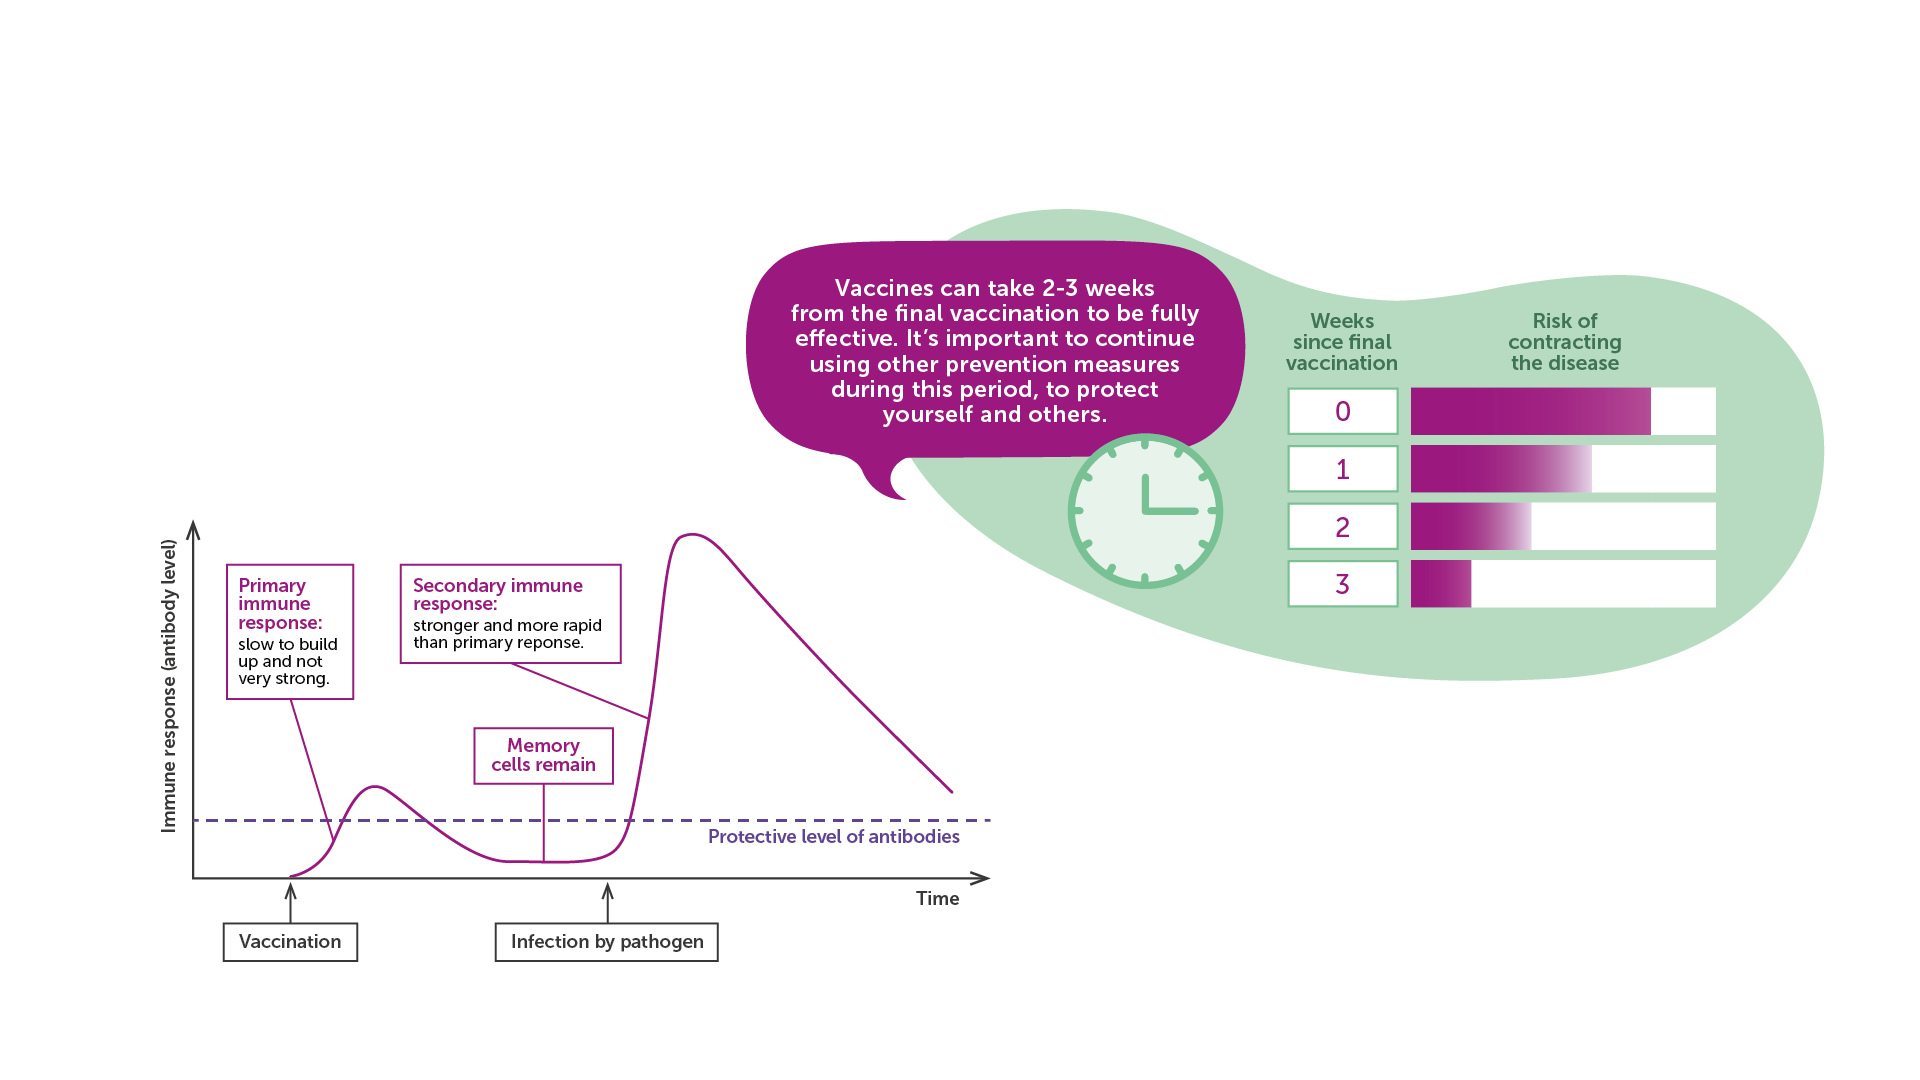 Vaccines can take 2-3 weeks
from the final vaccination to be fully
effective. It's important to continue
using other prevention measures
during this period, to protect
yourself and others.
Weeks
since final
vaccination
Risk of
contracting
the disease
0
1
2
3
Immune response (antibody level)
Primary
immune
response:
slow to build
up and not
very strong.
Secondary immune
response:
stronger and more rapid
than primary reponse.
Memory
cells remain
Protective level of antibodies
Time
Vaccination
Infection by pathogen